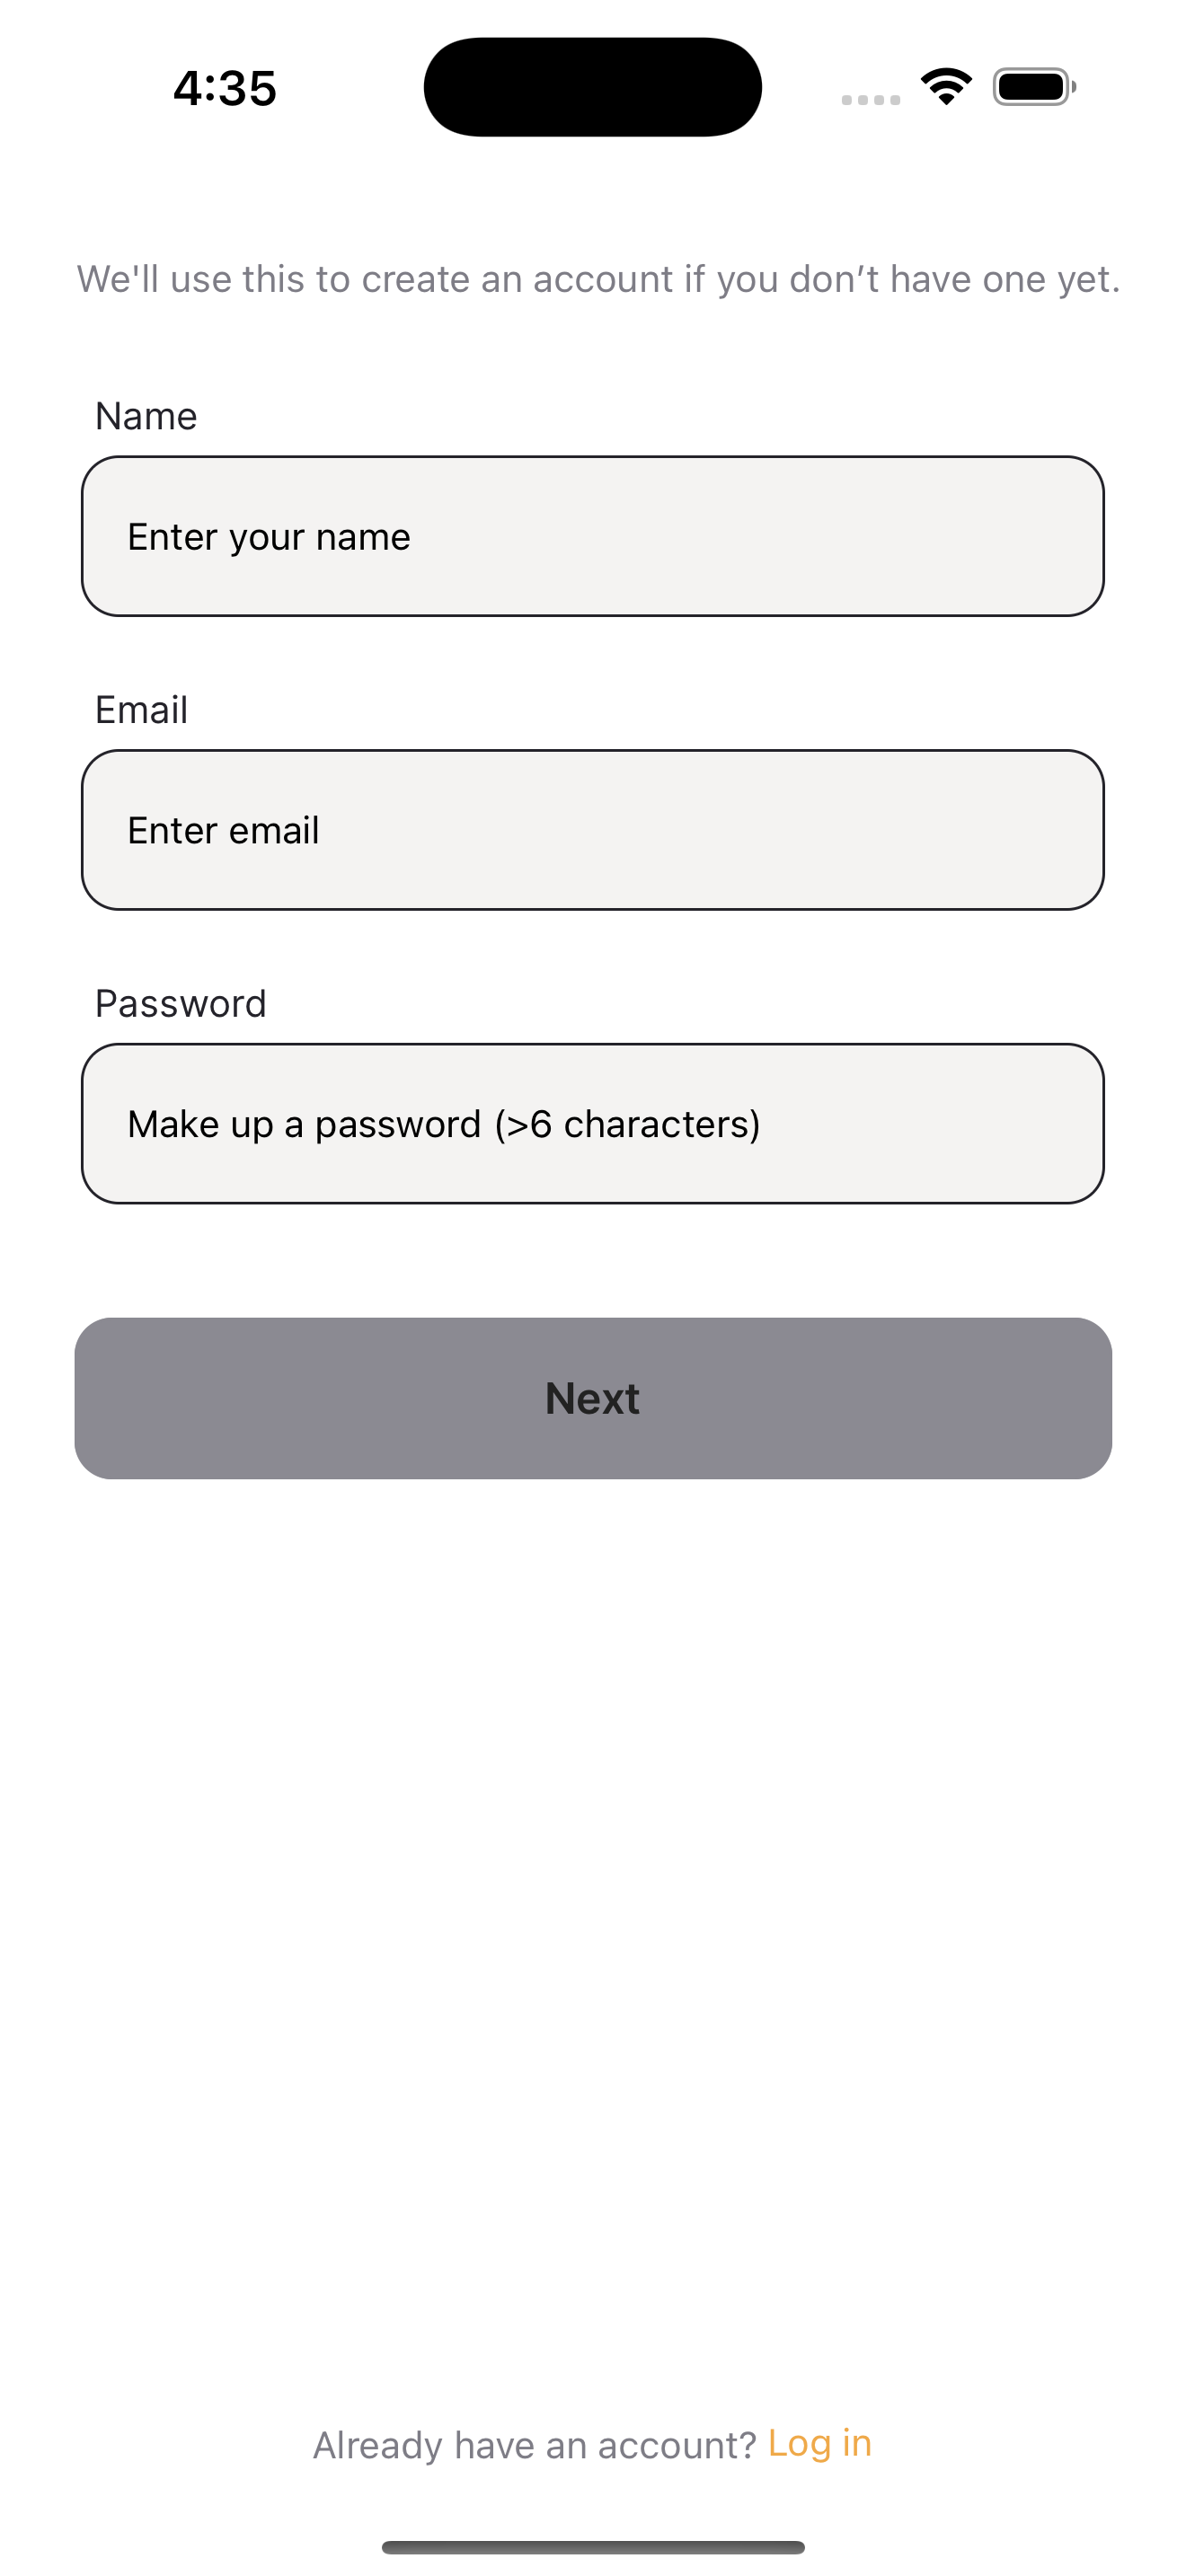 4:35
We'll use this to create an account if you don’t have one yet.
Name
Enter your name
Email
Enter email
Password
Make up a password (>6 characters)
Next
Already have an account? Log in